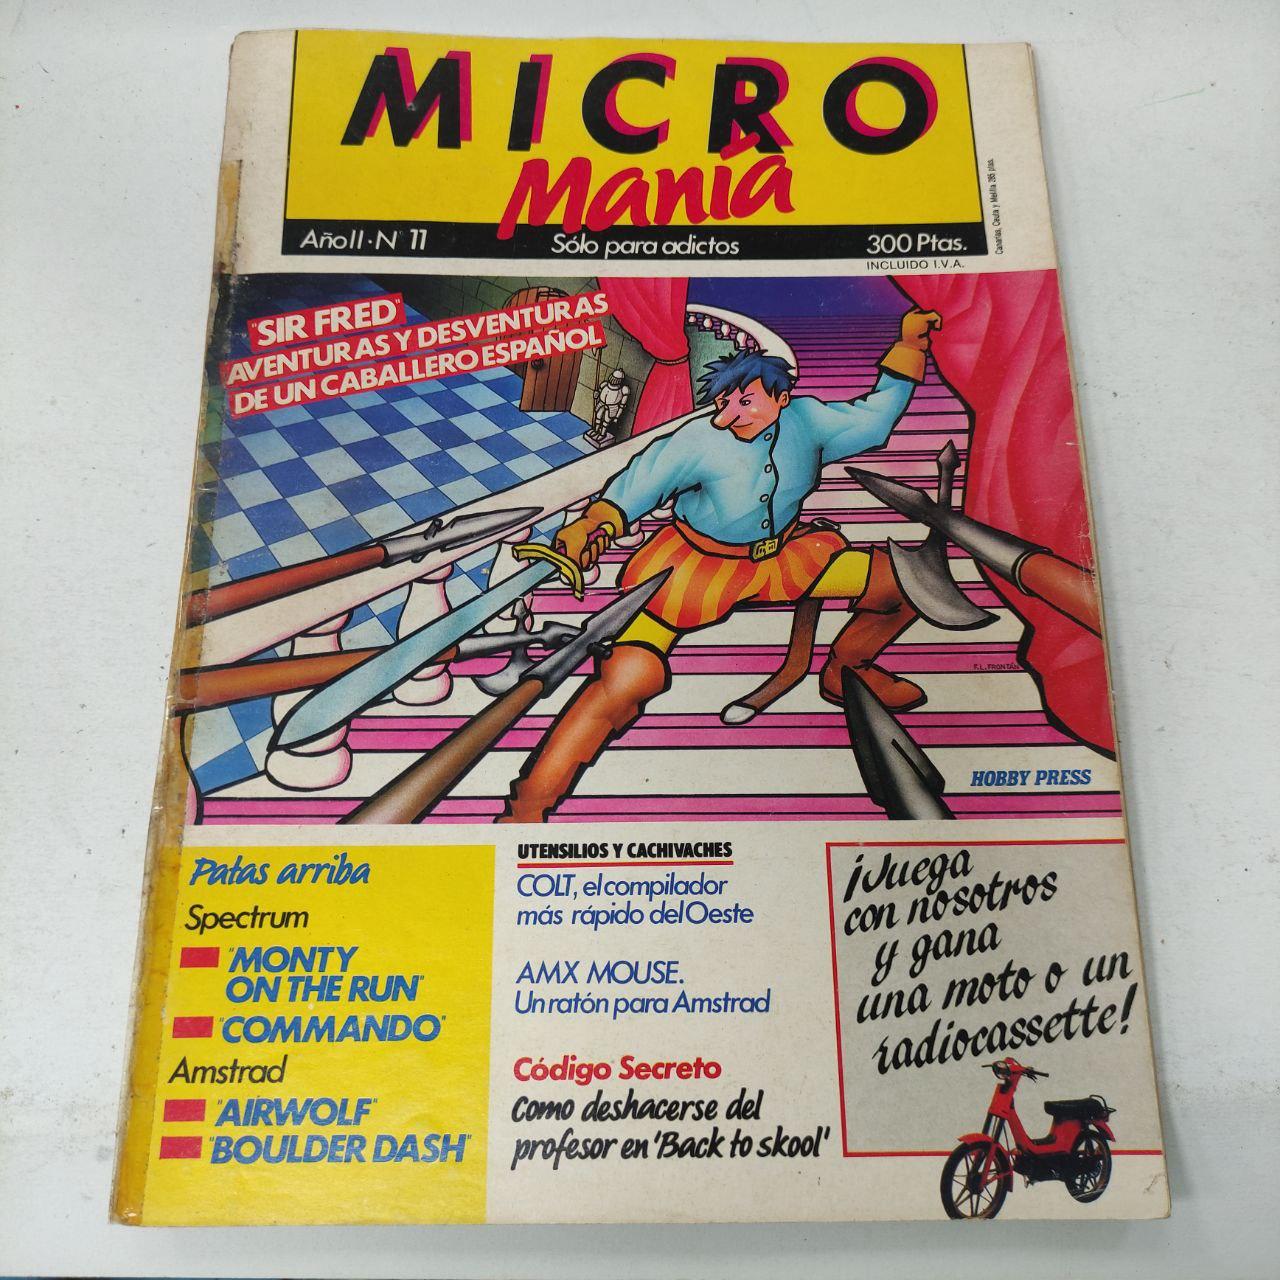 MICRO
Manía
Año II · Nº 11
Sólo para adictos
300 Ptas.
INCLUIDO I.V.A.
Canarias, Ceuta y Melilla 285 ptas.
"SIR FRED"
AVENTURAS Y DESVENTURAS
DE UN CABALLERO ESPAÑOL
F.L. FRONTÁN
HOBBY PRESS
Patas arriba
Spectrum
"MONTY
ON THE RUN"
"COMMANDO"
Amstrad
"AIRWOLF"
"BOULDER DASH"
UTENSILIOS Y CACHIVACHES
COLT, el compilador
más rápido del Oeste
AMX MOUSE.
Un ratón para Amstrad
Código Secreto
Como deshacerse del
profesor en 'Back to skool'
¡Juega
con nosotros
y gana
una moto o un
radiocassette!